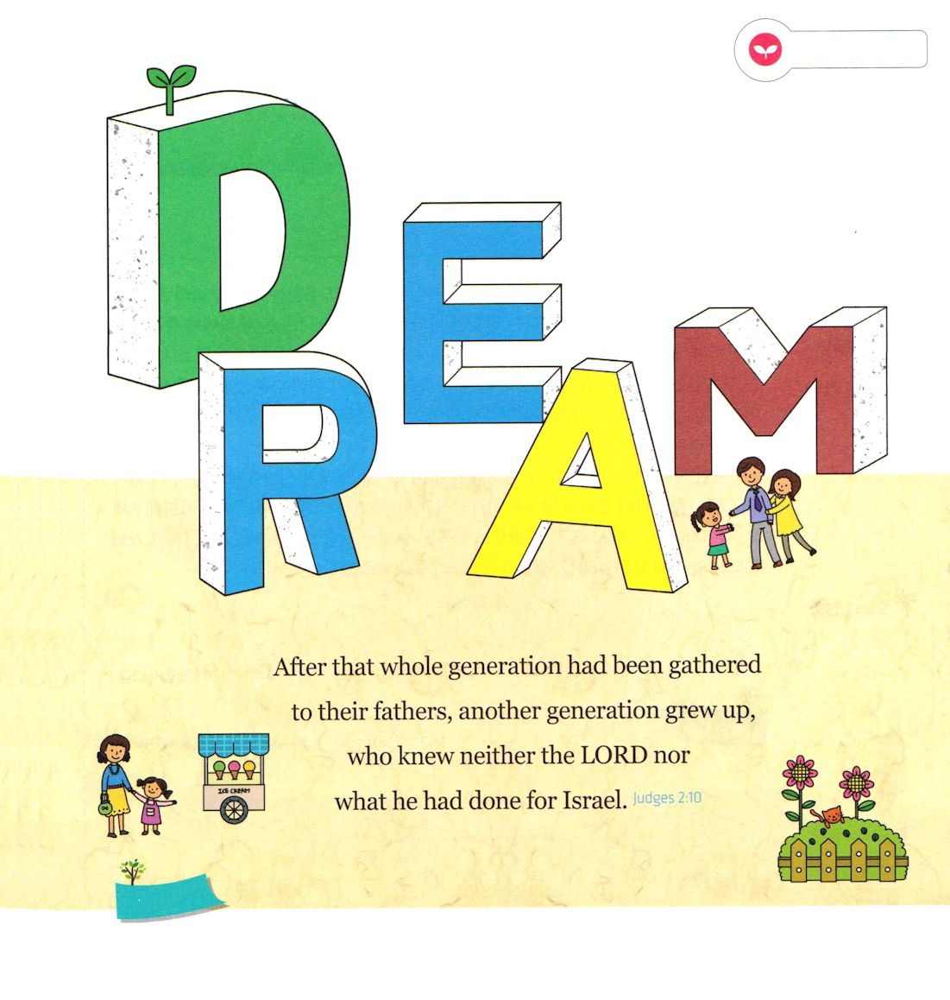 DREAM
After that whole generation had been gathered
to their fathers, another generation grew up,
who knew neither the LORD nor
what he had done for Israel. Judges 2:10
ICE CREAM